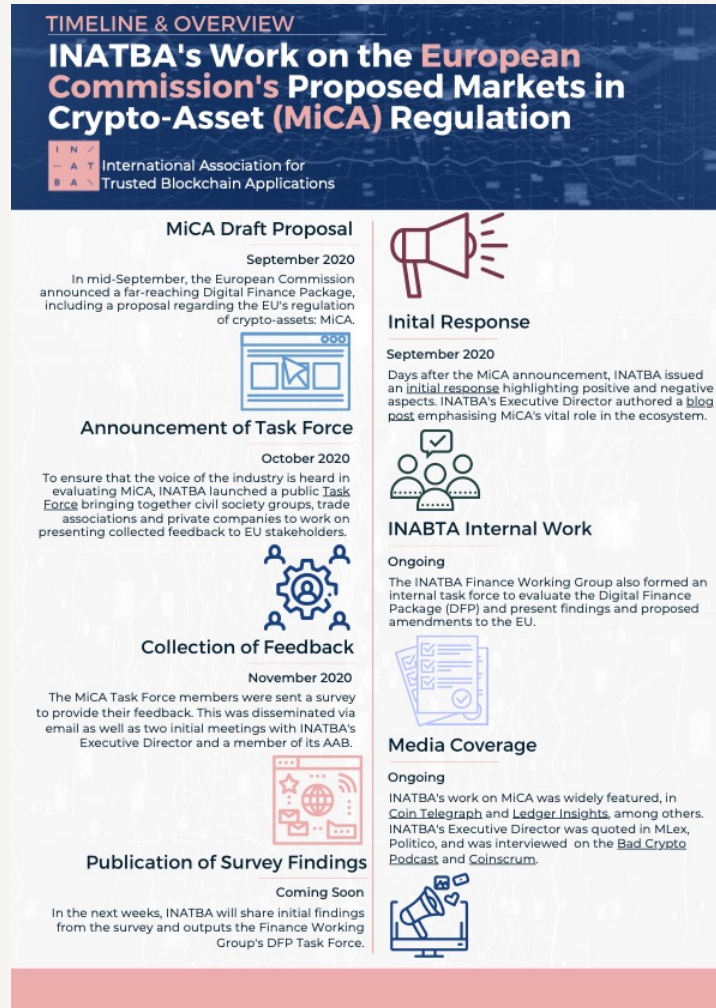 TIMELINE & OVERVIEW
INATBA's Work on the European
Commission's Proposed Markets in
Crypto-Asset (MiCA) Regulation
I N /
— A T
B A \
International Association for
Trusted Blockchain Applications
MiCA Draft Proposal
September 2020
In mid-September, the European Commission
announced a far-reaching Digital Finance Package,
including a proposal regarding the EU's regulation
of crypto-assets: MiCA.
Inital Response
September 2020
Days after the MiCA announcement, INATBA issued
an initial response highlighting positive and negative
aspects. INATBA's Executive Director authored a blog
post emphasising MiCA's vital role in the ecosystem.
Announcement of Task Force
October 2020
To ensure that the voice of the industry is heard in
evaluating MiCA, INATBA launched a public Task
Force bringing together civil society groups, trade
associations and private companies to work on
presenting collected feedback to EU stakeholders.
INABTA Internal Work
Ongoing
The INATBA Finance Working Group also formed an
internal task force to evaluate the Digital Finance
Package (DFP) and present findings and proposed
amendments to the EU.
Collection of Feedback
November 2020
The MiCA Task Force members were sent a survey
to provide their feedback. This was disseminated via
email as well as two initial meetings with INATBA's
Executive Director and a member of its AAB.
Media Coverage
Ongoing
INATBA's work on MiCA was widely featured, in
Coin Telegraph and Ledger Insights, among others.
INATBA's Executive Director was quoted in MLex,
Politico, and was interviewed on the Bad Crypto
Podcast and Coinscrum.
Publication of Survey Findings
Coming Soon
In the next weeks, INATBA will share initial findings
from the survey and outputs the Finance Working
Group's DFP Task Force.